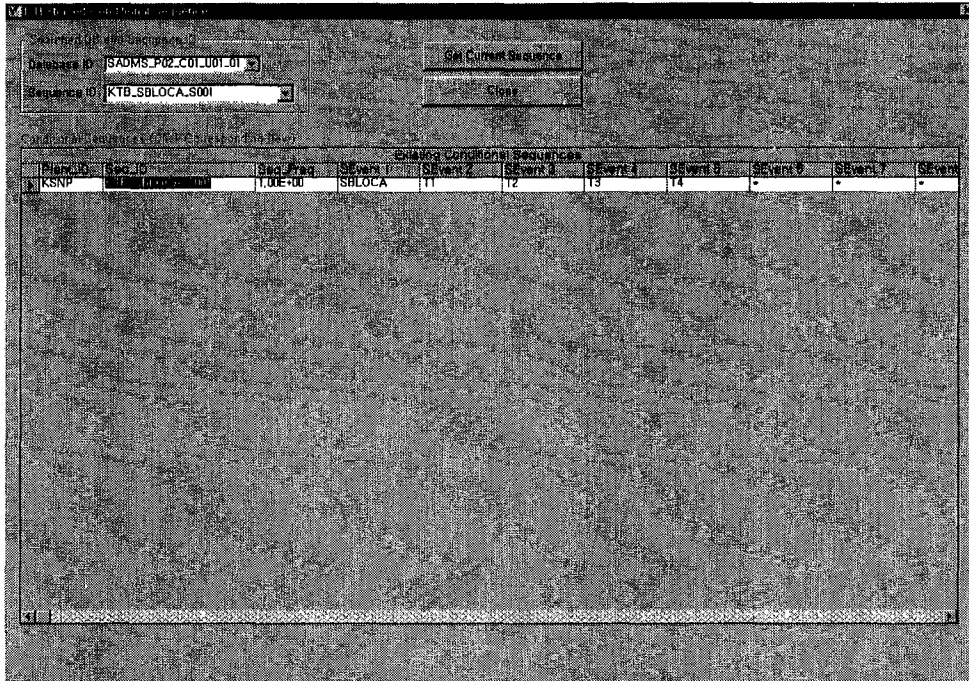 Database ID SADMS_P02_C01_U01_01
Sequence ID KTB_SBLOCA_S001
Get Current Sequence
Close
Existing Conditional Sequences
Plant_ID Seq_ID Seq_Freq SEvent 1 SEvent 2 SEvent 3 SEvent 4 SEvent 5 SEvent 6 SEvent 7 SEvent
KSNP 1,00E+00 SBLOCA T1 T2 T3 T4 * * *